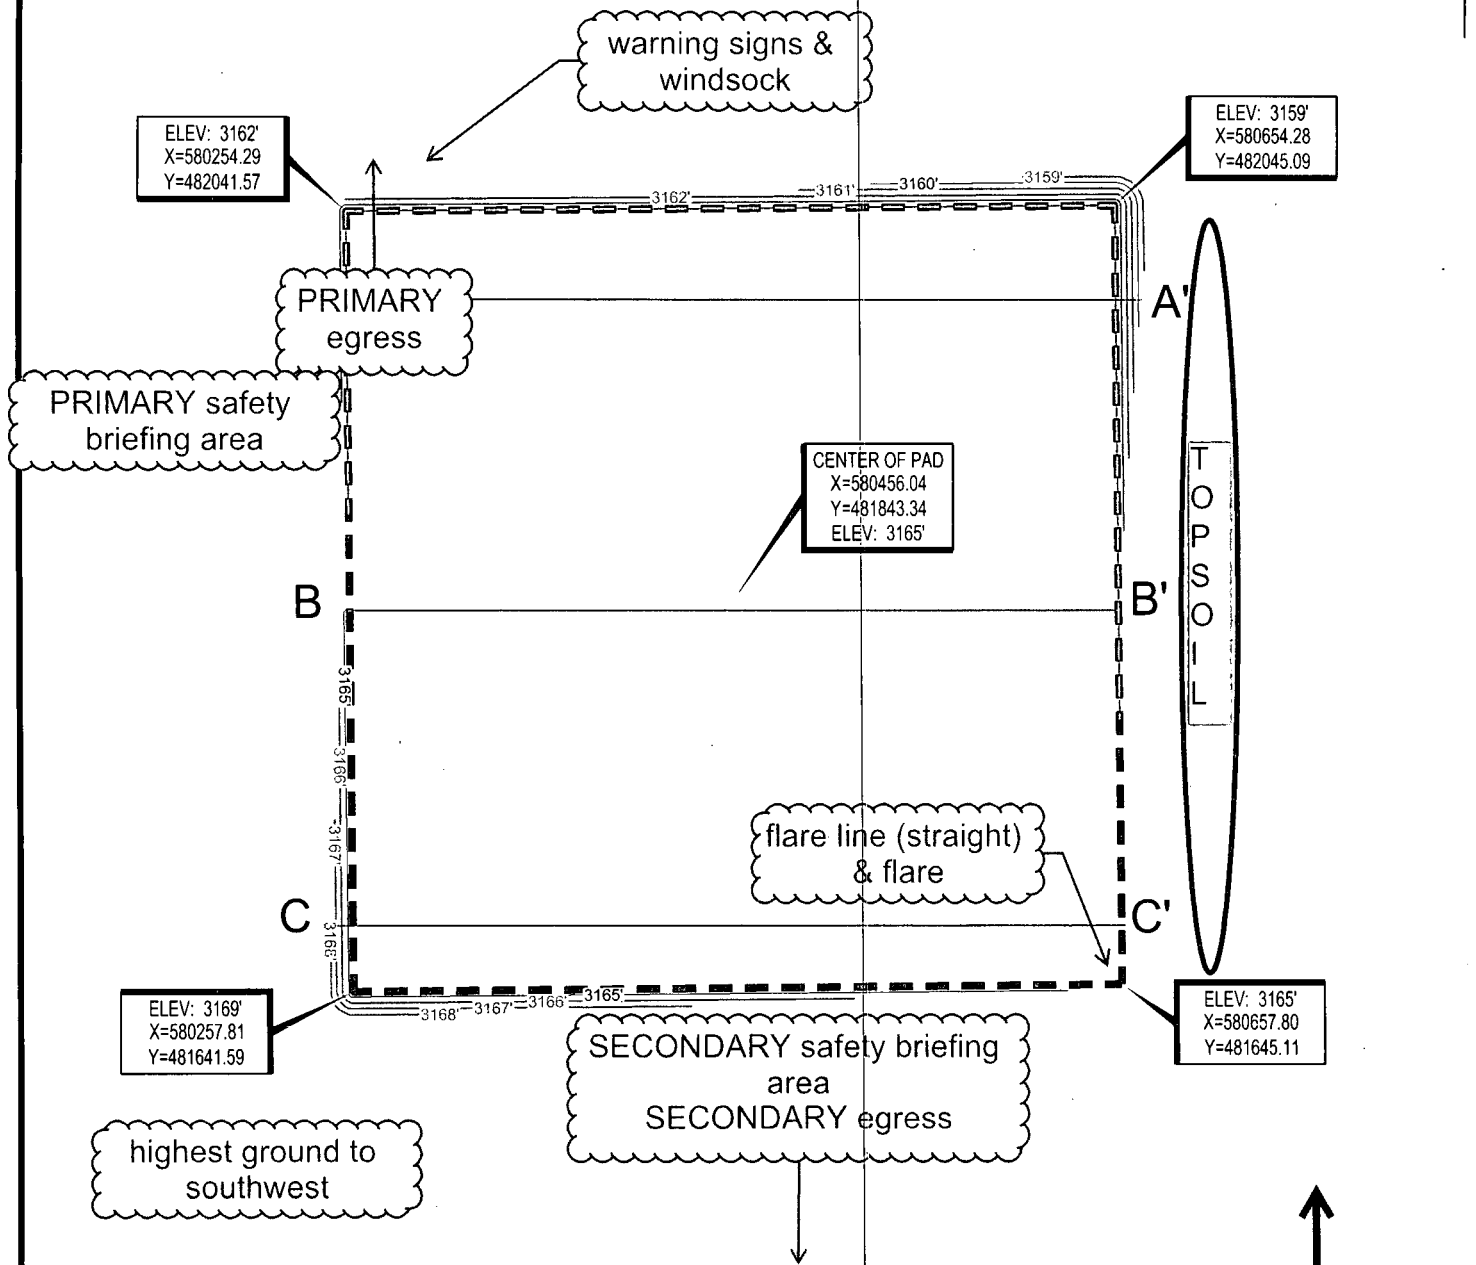 warning signs &
windsock
ELEV: 3162'
X=580254.29
Y=482041.57
ELEV: 3159'
X=580654.28
Y=482045.09
3162'
3161'
3160'
3159'
PRIMARY
egress
A'
PRIMARY safety
briefing area
CENTER OF PAD
X=580456.04
Y=481843.34
ELEV: 3165'
TOPSOIL
B
B'
3165'
3166'
3167'
3168'
flare line (straight)
& flare
C
C'
ELEV: 3169'
X=580257.81
Y=481641.59
3168'
3167'
3166'
3165'
ELEV: 3165'
X=580657.80
Y=481645.11
SECONDARY safety briefing
area
SECONDARY egress
highest ground to
southwest